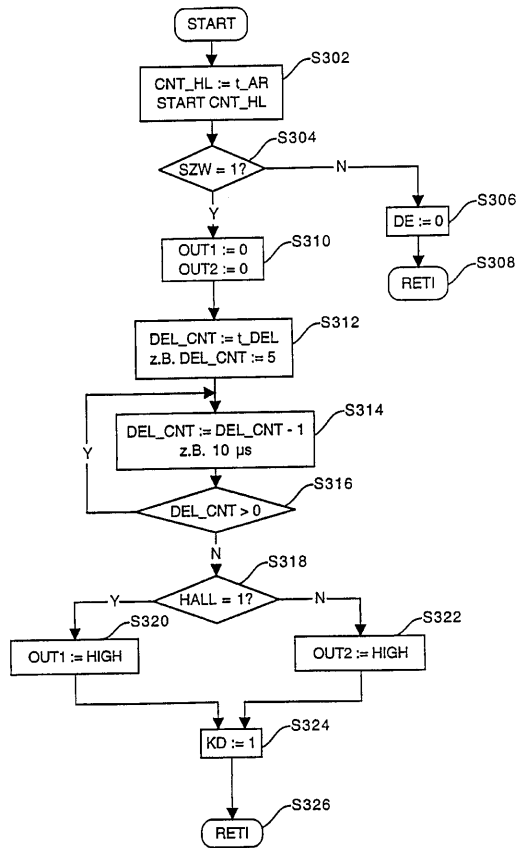 START
S302
CNT_HL := t_AR
START CNT_HL
S304
SZW = 1?
N
S306
DE := 0
Y
S310
OUT1 := 0
OUT2 := 0
S308
RETI
S312
DEL_CNT := t_DEL
z.B. DEL_CNT := 5
S314
DEL_CNT := DEL_CNT - 1
z.B. 10 µs
Y
S316
DEL_CNT > 0
N
S318
HALL = 1?
Y
N
S320
OUT1 := HIGH
S322
OUT2 := HIGH
S324
KD := 1
S326
RETI